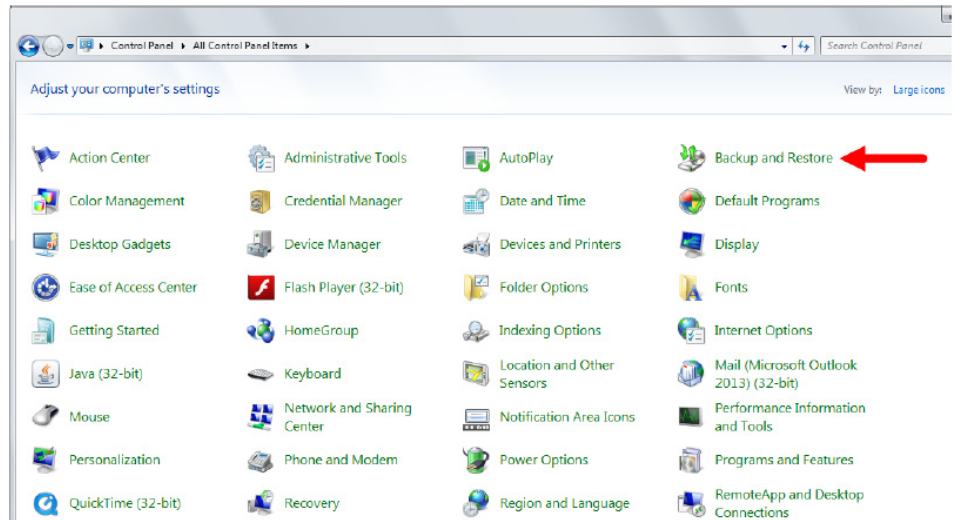 Control Panel ▸ All Control Panel Items ▸
Search Control Panel
Adjust your computer's settings
View by: Large icons
Action Center
Administrative Tools
AutoPlay
Backup and Restore
Color Management
Credential Manager
Date and Time
Default Programs
Desktop Gadgets
Device Manager
Devices and Printers
Display
Ease of Access Center
Flash Player (32-bit)
Folder Options
Fonts
Getting Started
HomeGroup
Indexing Options
Internet Options
Java (32-bit)
Keyboard
Location and Other
Sensors
Mail (Microsoft Outlook
2013) (32-bit)
Mouse
Network and Sharing
Center
Notification Area Icons
Performance Information
and Tools
Personalization
Phone and Modem
Power Options
Programs and Features
QuickTime (32-bit)
Recovery
Region and Language
RemoteApp and Desktop
Connections